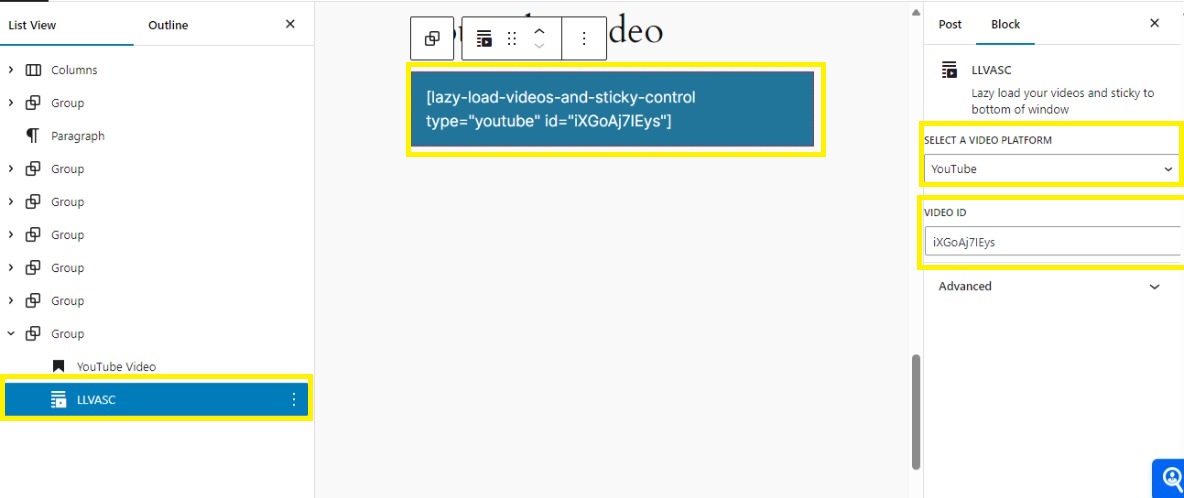 List View
Outline
Columns
Group
Paragraph
Group
Group
Group
Group
Group
Group
YouTube Video
LLVASC
deo
[lazy-load-videos-and-sticky-control
type="youtube" id="iXGoAj7IEys"]
Post
Block
LLVASC
Lazy load your videos and sticky to
bottom of window
SELECT A VIDEO PLATFORM
YouTube
VIDEO ID
iXGoAj7IEys
Advanced